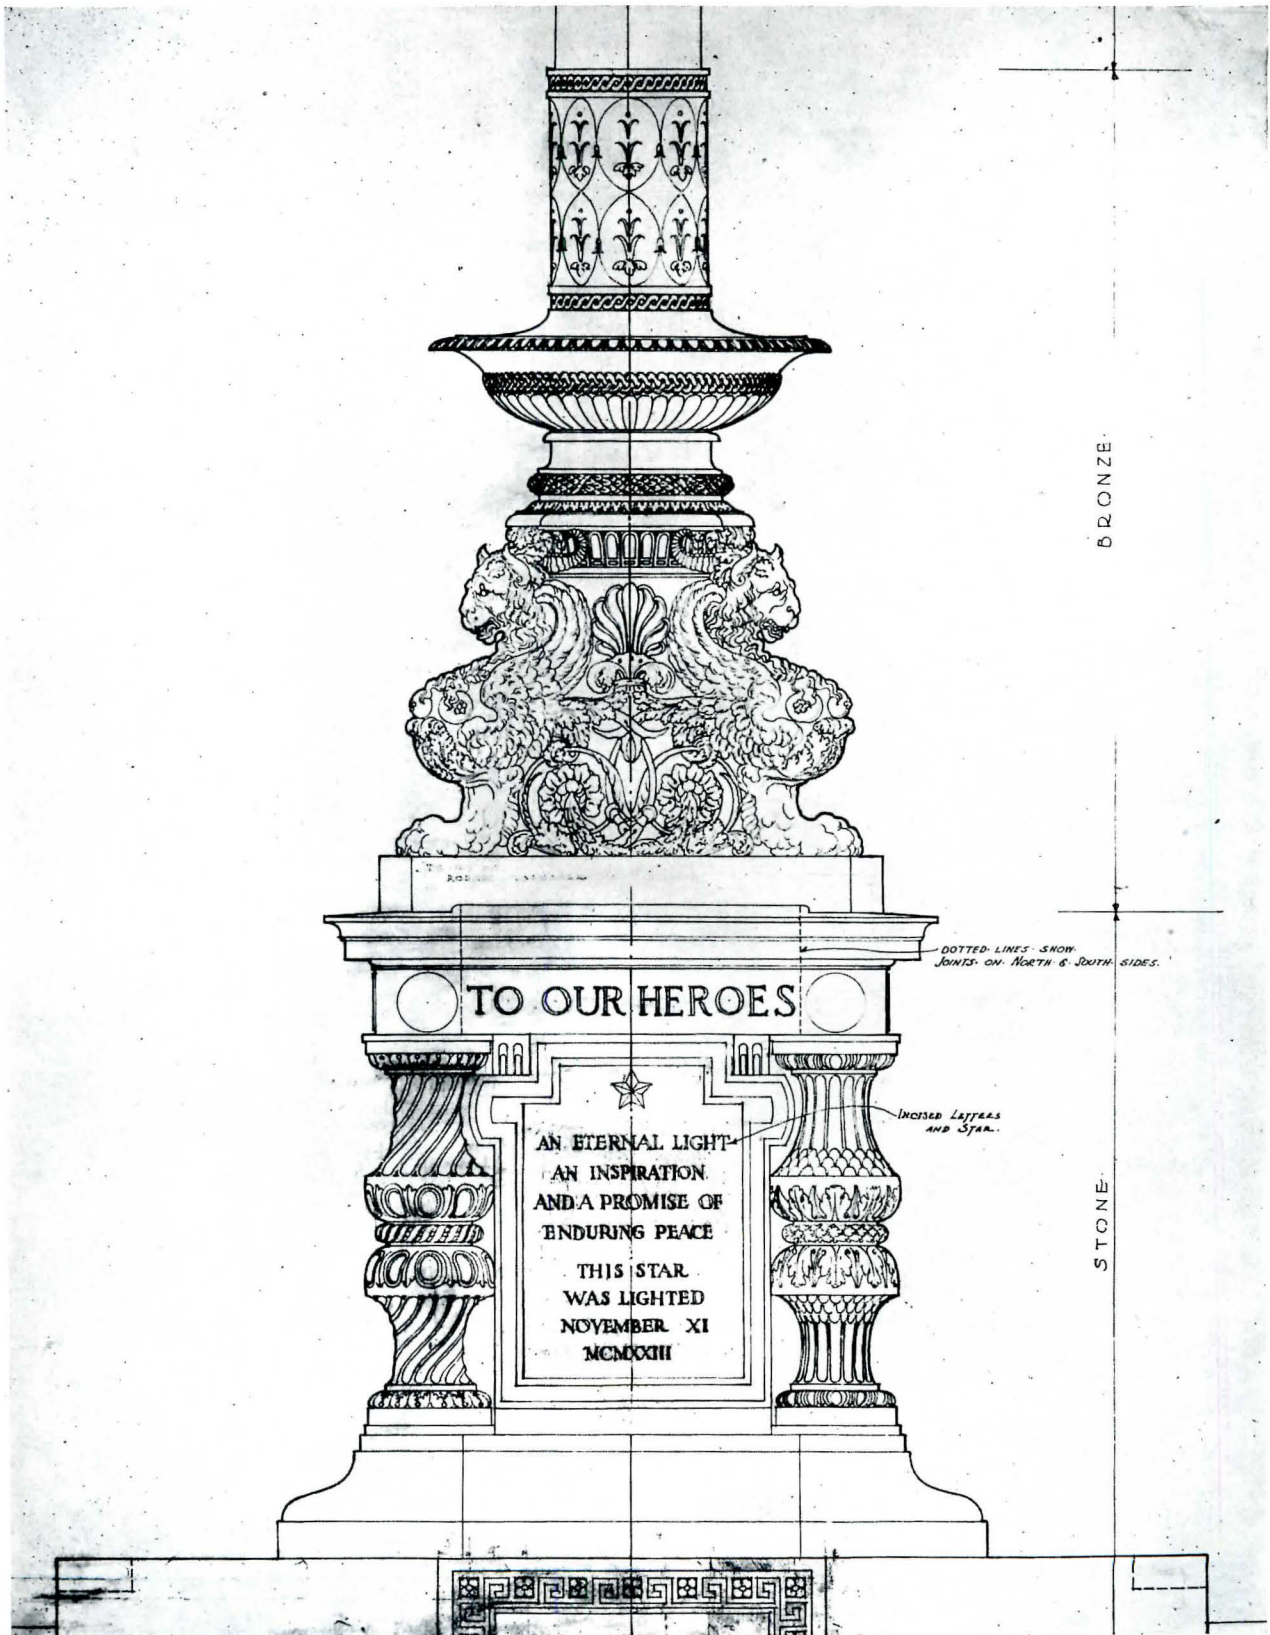 BRONZE.
DOTTED. LINES. SHOW.
JOINTS. ON. NORTH. & SOUTH. SIDES.
TO OUR HEROES
INCISED LETTERS
AND STAR.
AN ETERNAL LIGHT
AN INSPIRATION
AND A PROMISE OF
ENDURING PEACE
THIS STAR
WAS LIGHTED
NOVEMBER XI
MCMXXIII
STONE.